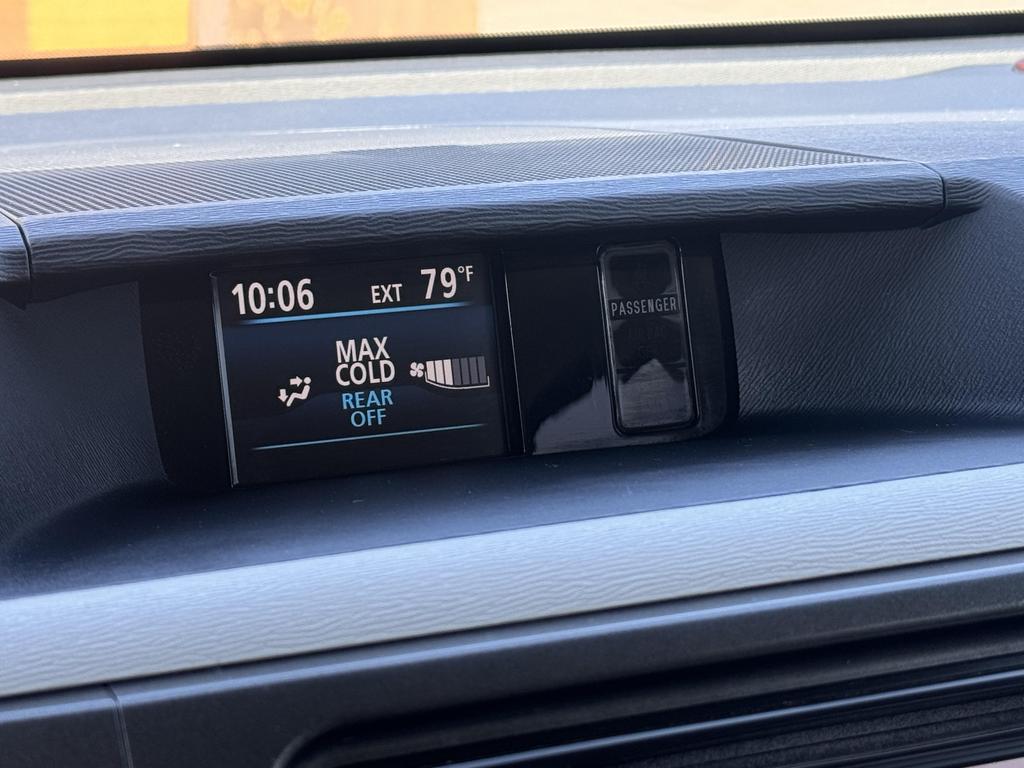 10:06 EXT 79°F
MAX
COLD
REAR
OFF
PASSENGER